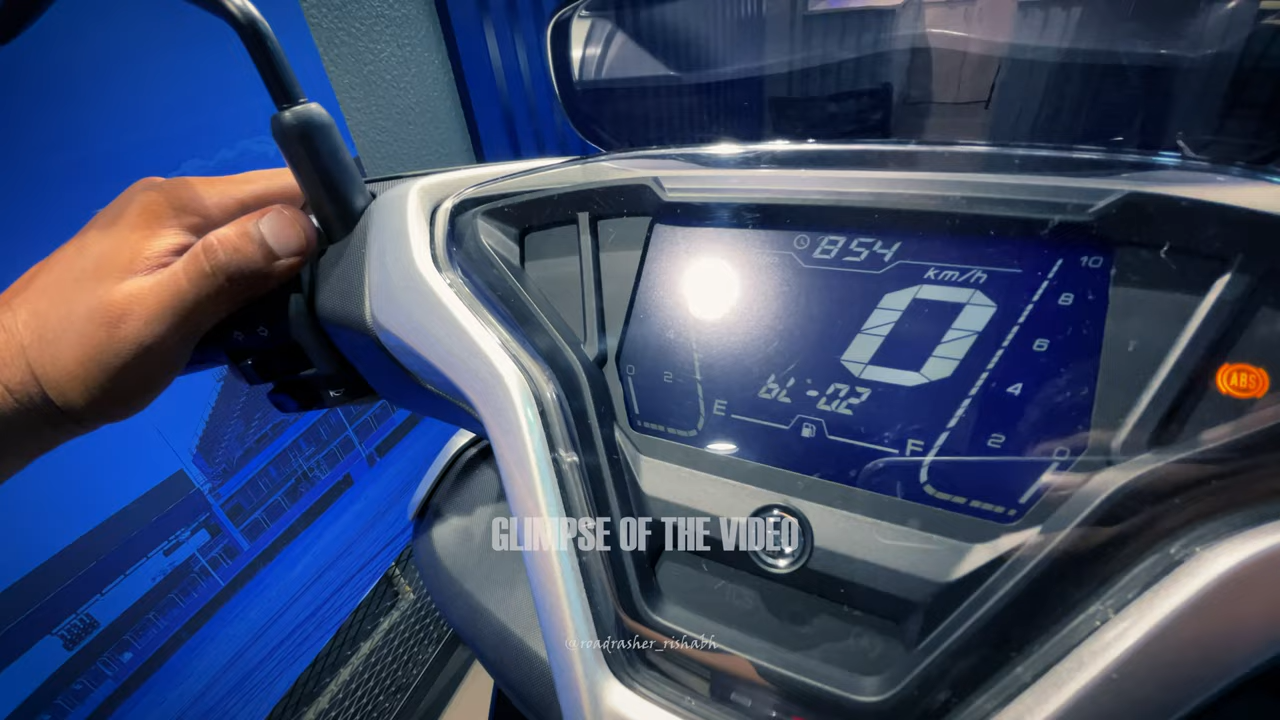 8:54
km/h
10
8
6
4
2
0
0
0
2
bL-02
E
F
ABS
GLIMPSE OF THE VIDEO
@roadrasher_rishabh